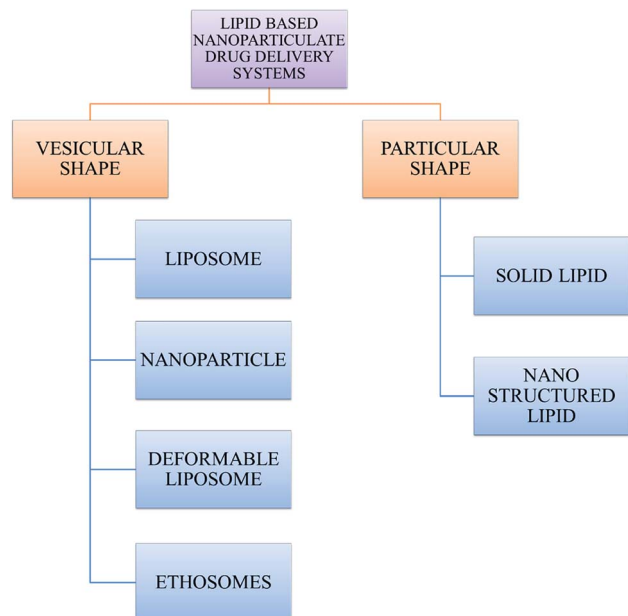 LIPID BASED
NANOPARTICULATE
DRUG DELIVERY
SYSTEMS
VESICULAR
SHAPE
LIPOSOME
NANOPARTICLE
DEFORMABLE
LIPOSOME
ETHOSOMES
PARTICULAR
SHAPE
SOLID LIPID
NANO
STRUCTURED
LIPID